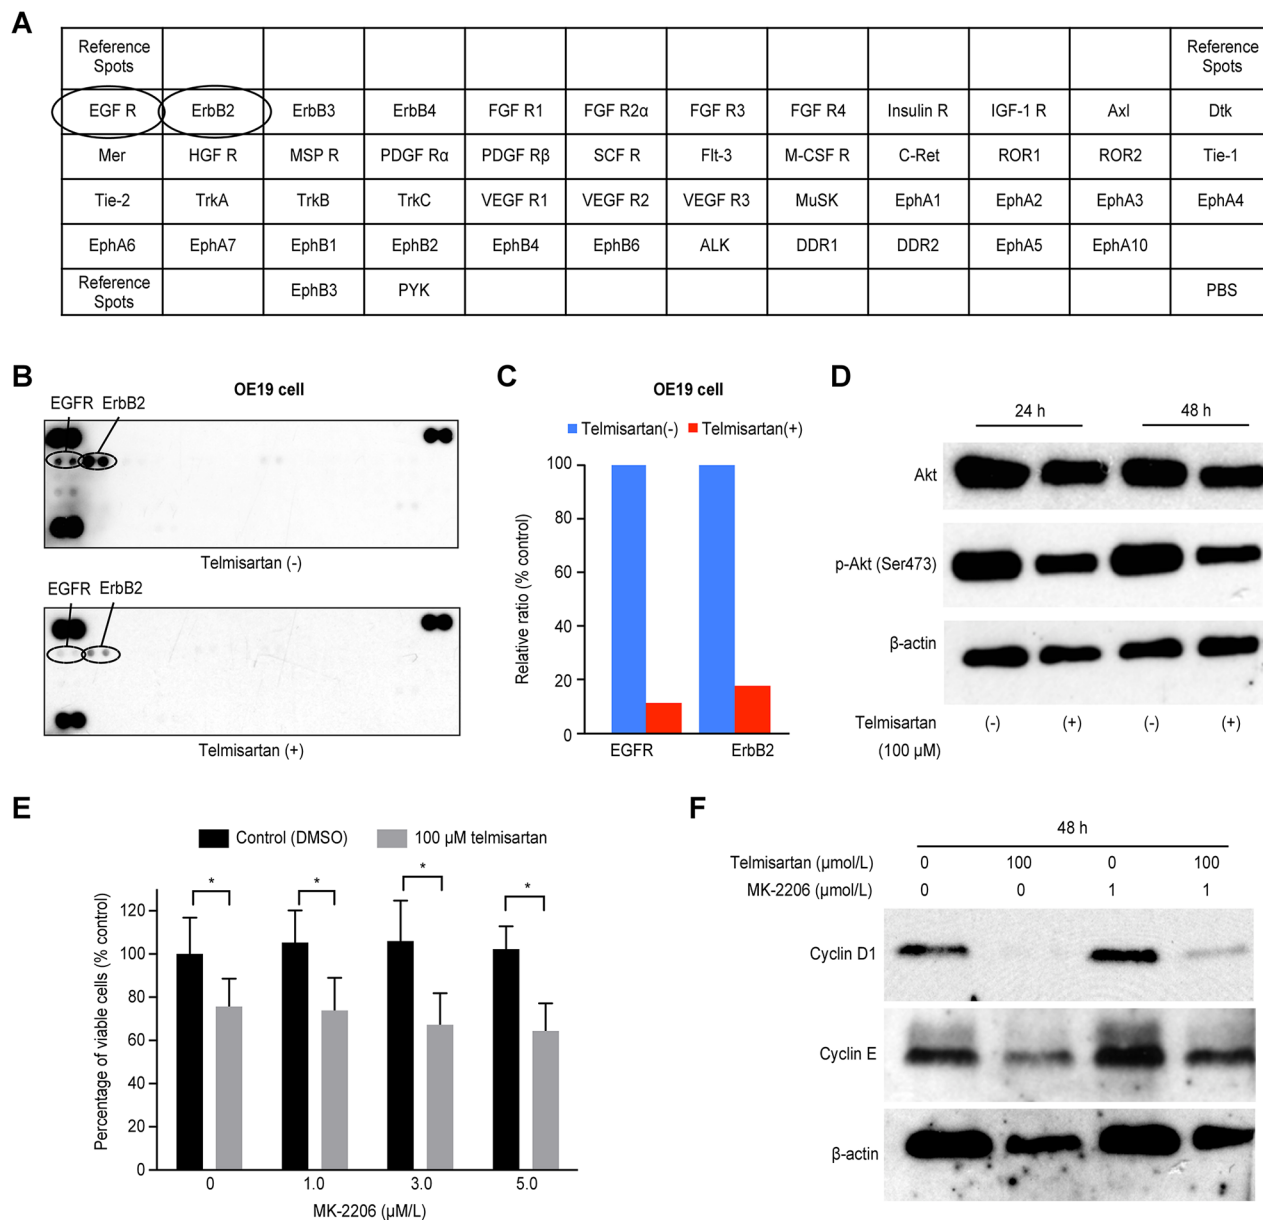 A
Reference Spots Reference Spots
EGF R ErbB2 ErbB3 ErbB4 FGF R1 FGF R2α FGF R3 FGF R4 Insulin R IGF-1 R Axl Dtk
Mer HGF R MSP R PDGF Rα PDGF Rβ SCF R Flt-3 M-CSF R C-Ret ROR1 ROR2 Tie-1
Tie-2 TrkA TrkB TrkC VEGF R1 VEGF R2 VEGF R3 MuSK EphA1 EphA2 EphA3 EphA4
EphA6 EphA7 EphB1 EphB2 EphB4 EphB6 ALK DDR1 DDR2 EphA5 EphA10
Reference Spots EphB3 PYK PBS
B
OE19 cell
EGFR ErbB2
Telmisartan (-)
EGFR ErbB2
Telmisartan (+)
C
OE19 cell
Telmisartan(-) Telmisartan(+)
Relative ratio (% control)
100
80
60
40
20
0
EGFR ErbB2
D
24 h 48 h
Akt
p-Akt (Ser473)
β-actin
Telmisartan (-) (+) (-) (+)
(100 µM)
E
Control (DMSO) 100 µM telmisartan
* * * *
Percentage of viable cells (% control)
120
100
80
60
40
20
0
0 1.0 3.0 5.0
MK-2206 (µM/L)
F
48 h
Telmisartan (µmol/L) 0 100 0 100
MK-2206 (µmol/L) 0 0 1 1
Cyclin D1
Cyclin E
β-actin